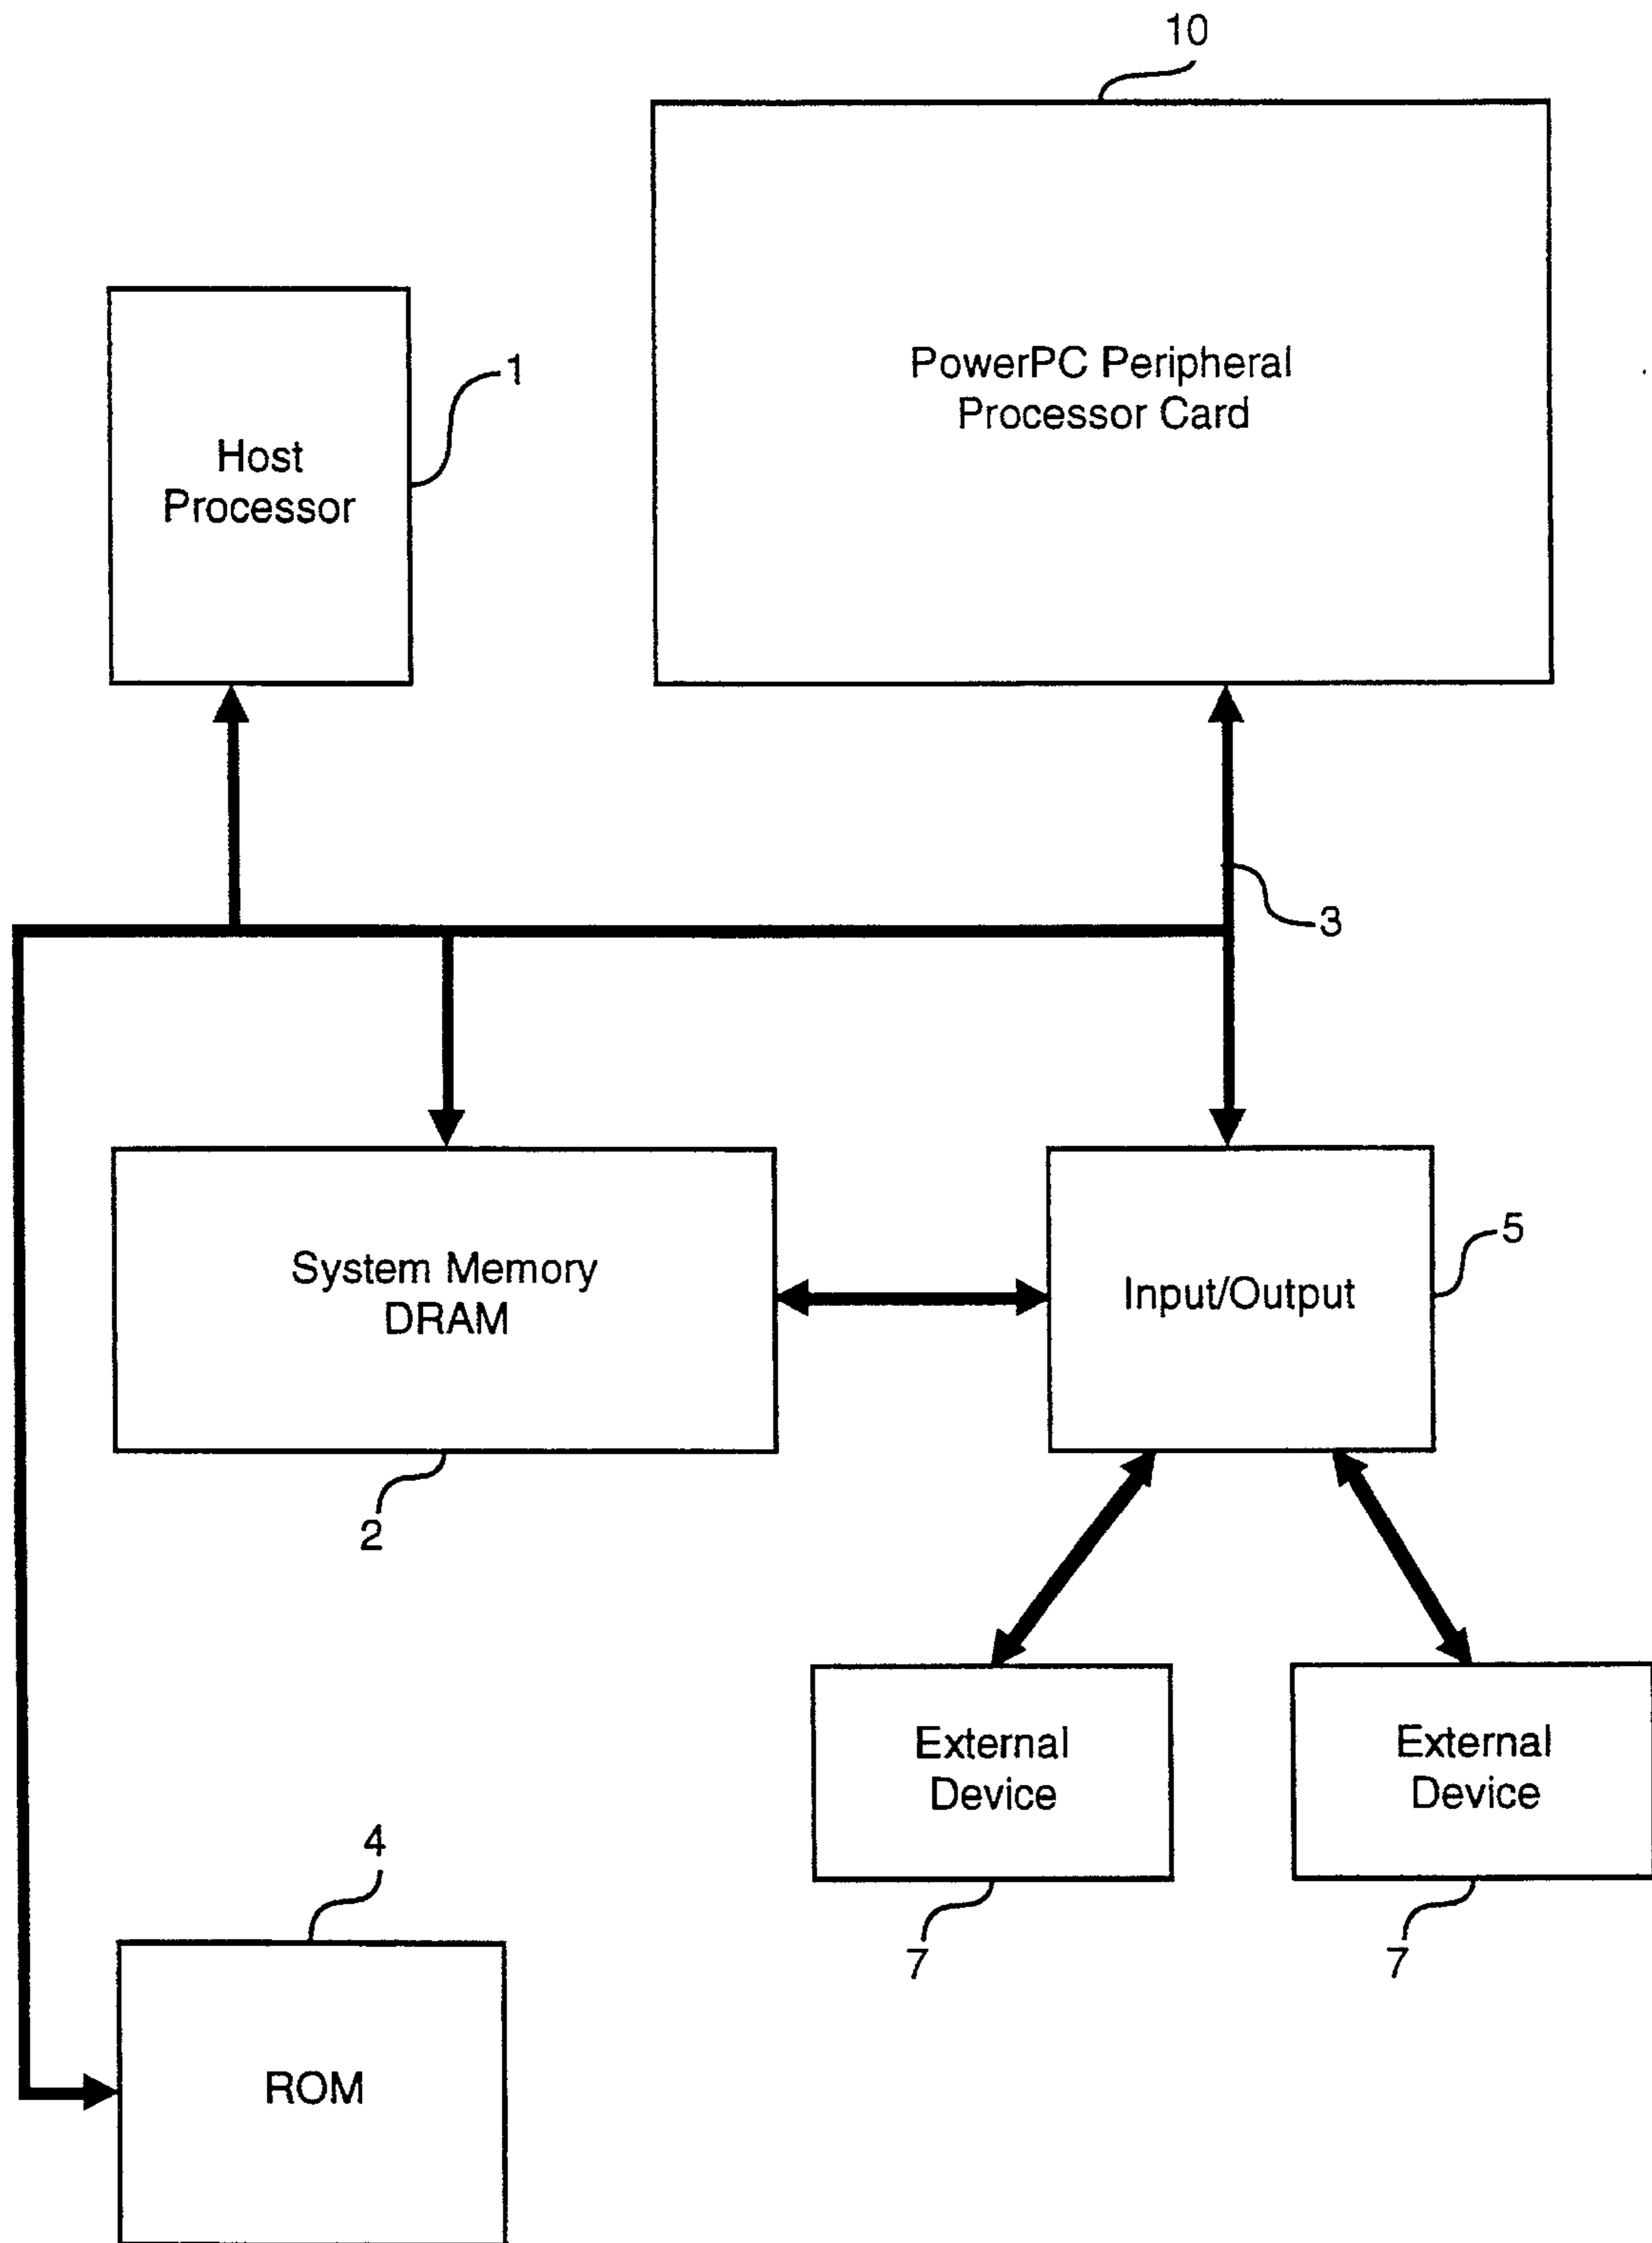 10
PowerPC Peripheral
Processor Card
1
Host
Processor
3
System Memory
DRAM
5
Input/Output
2
External
Device
External
Device
4
7
7
ROM